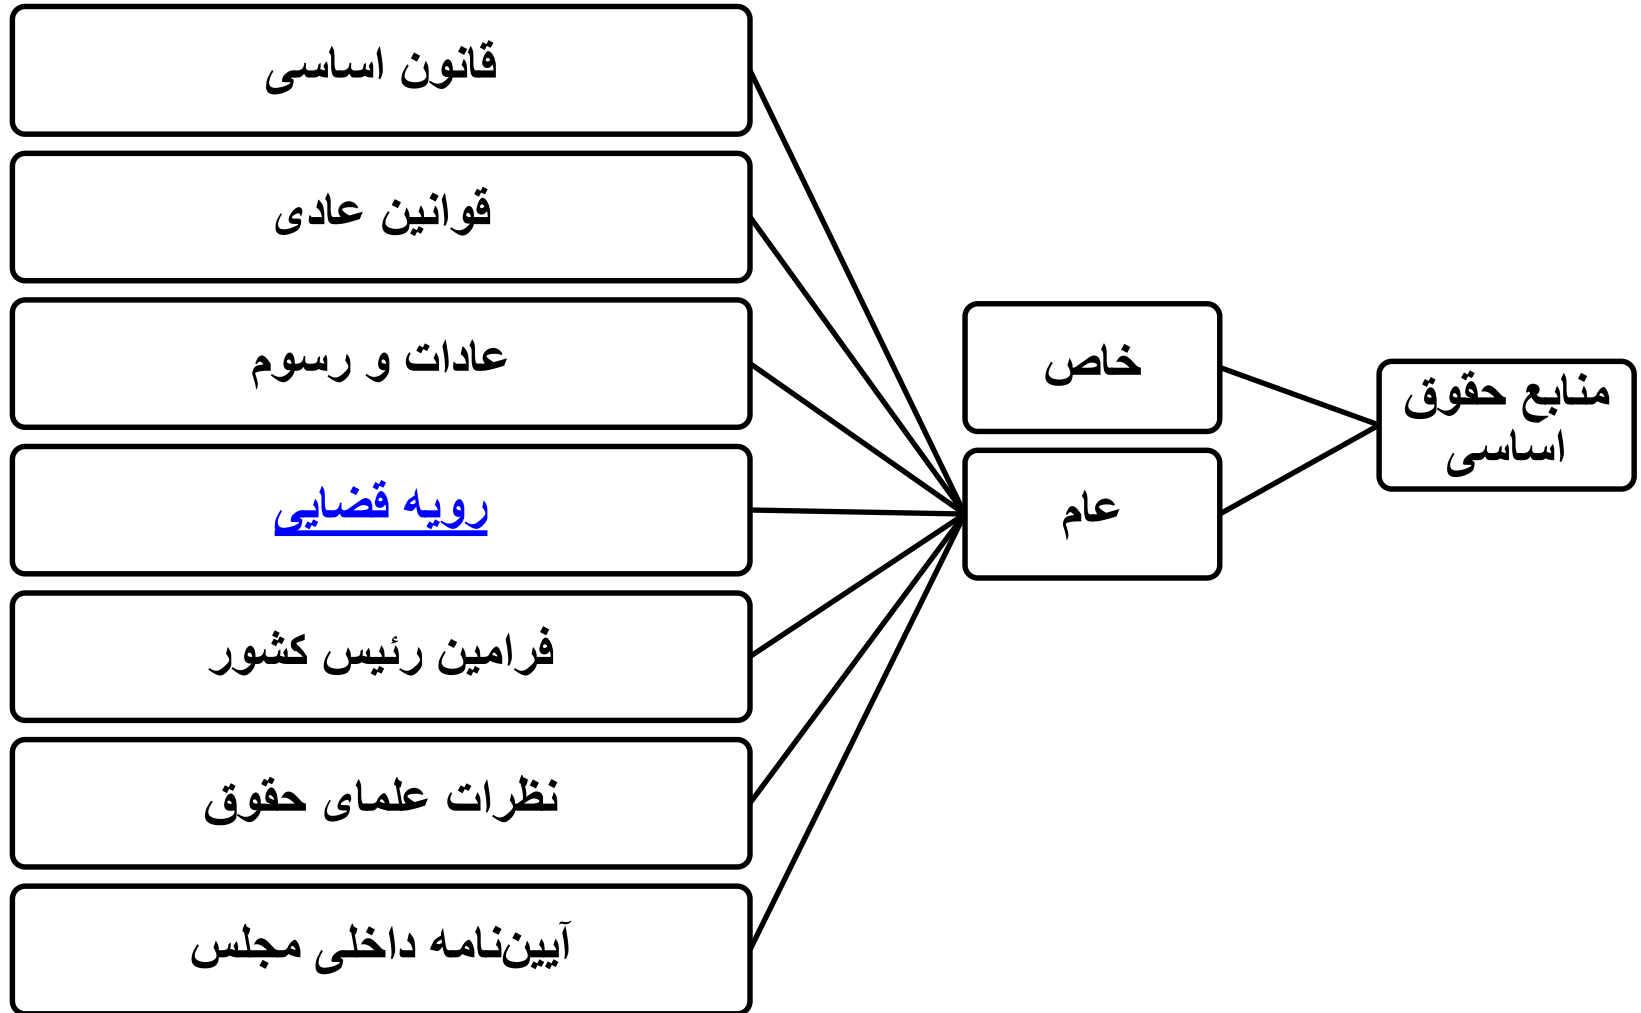 منابع حقوق
اساسی
خاص
عام
قانون اساسی
قوانین عادی
عادات و رسوم
رویه قضایی
فرامین رئیس کشور
نظرات علمای حقوق
آیین‌نامه داخلی مجلس